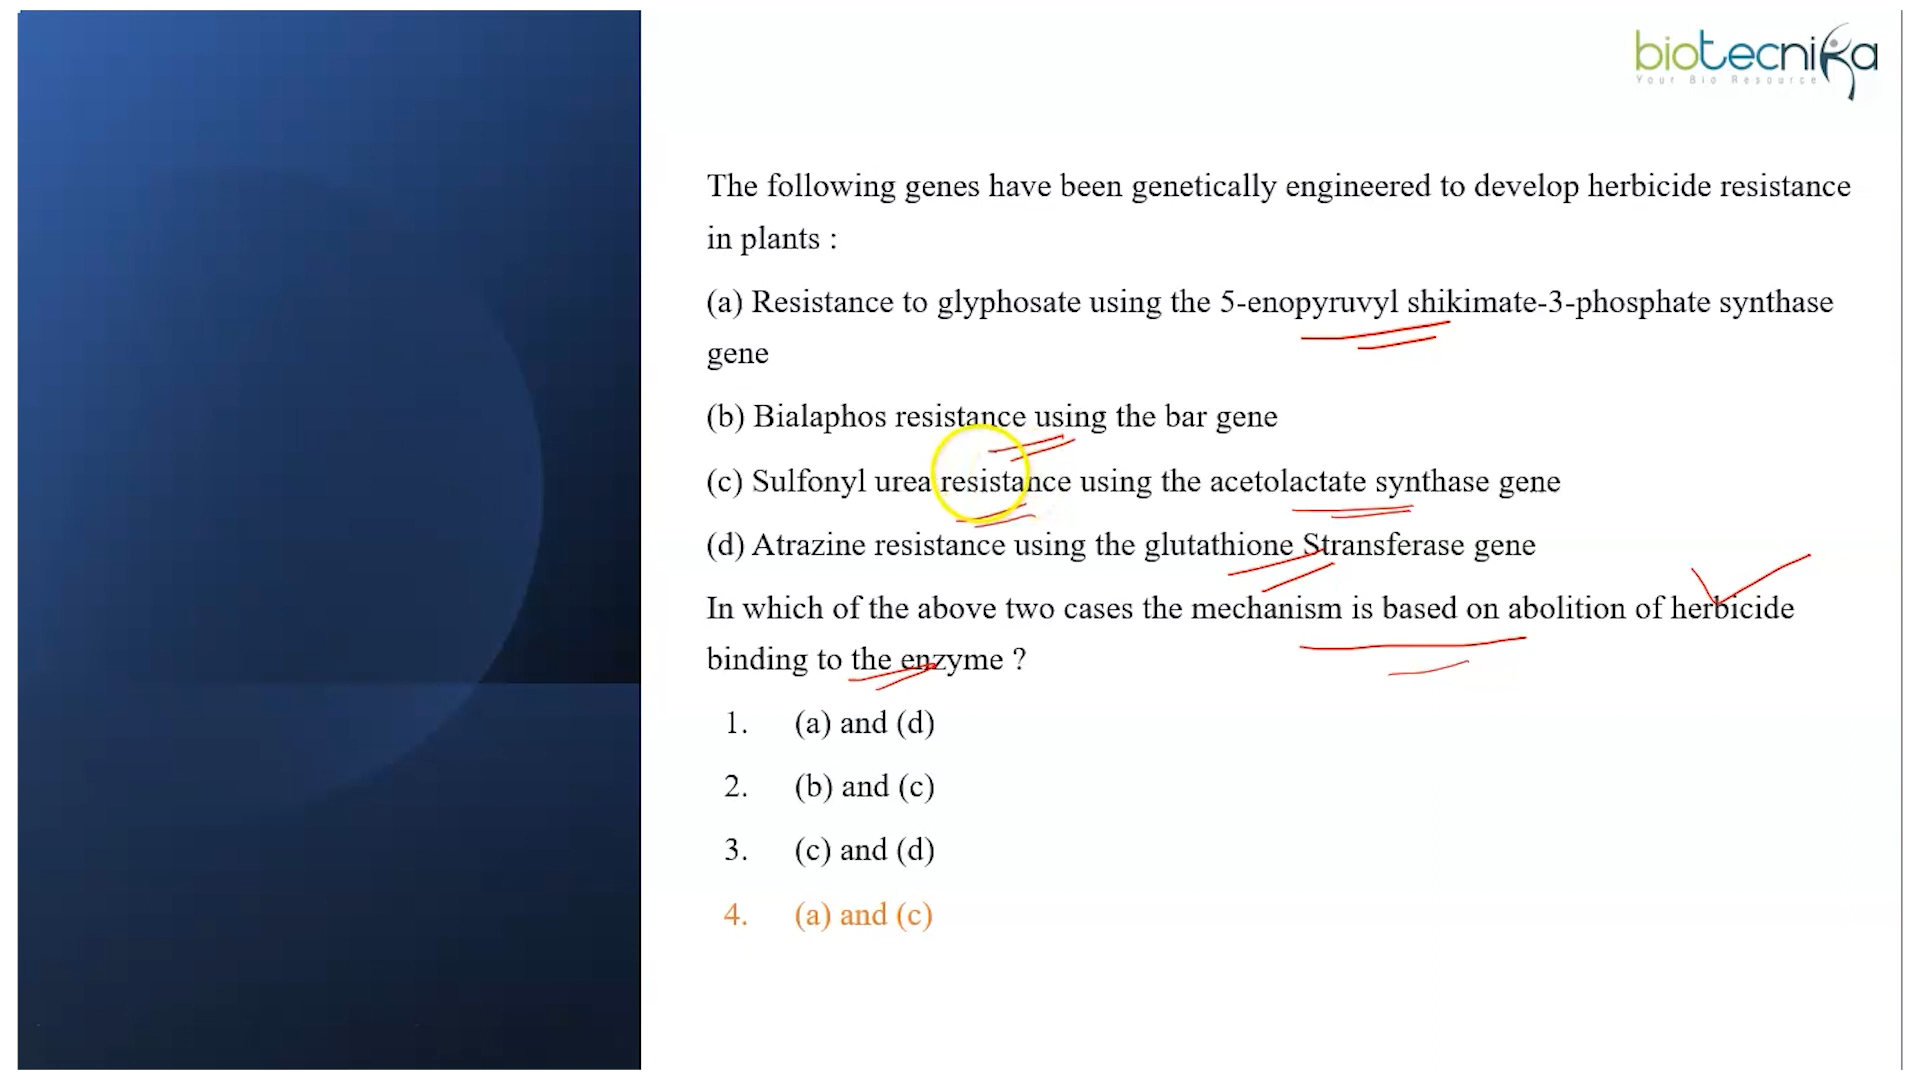 biotecnika
Your Bio Resource
The following genes have been genetically engineered to develop herbicide resistance
in plants :
(a) Resistance to glyphosate using the 5-enopyruvyl shikimate-3-phosphate synthase
gene
(b) Bialaphos resistance using the bar gene
(c) Sulfonyl urea resistance using the acetolactate synthase gene
(d) Atrazine resistance using the glutathione Stransferase gene
In which of the above two cases the mechanism is based on abolition of herbicide
binding to the enzyme ?
1. (a) and (d)
2. (b) and (c)
3. (c) and (d)
4. (a) and (c)